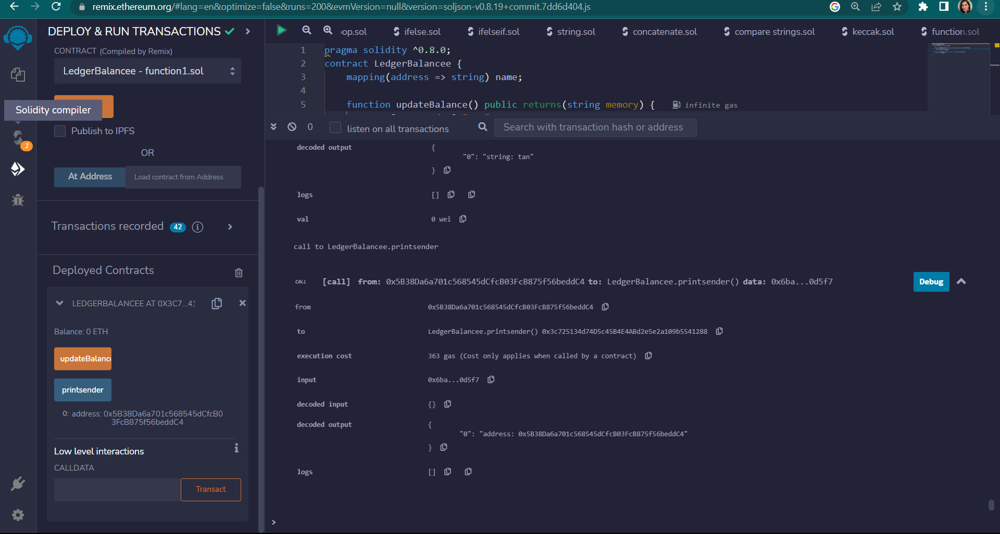 remix.ethereum.org/#lang=en&optimize=false&runs=200&evmVersion=null&version=soljson-v0.8.19+commit.7dd6d404.js
DEPLOY & RUN TRANSACTIONS
CONTRACT (Compiled by Remix)
LedgerBalancee - function1.sol
Solidity compiler
Publish to IPFS
1
OR
At Address
Load contract from Address
Transactions recorded 42
Deployed Contracts
LEDGERBALANCEE AT 0X3C7...41
Balance: 0 ETH
updateBalanc
printsender
0: address: 0x5B38Da6a701c568545dCfcB0
3FcB875f56beddC4
Low level interactions
CALLDATA
Transact
op.sol ifelse.sol ifelseif.sol string.sol concatenate.sol compare strings.sol keccak.sol function.sol
1 pragma solidity ^0.8.0;
2 contract LedgerBalancee {
3 mapping(address => string) name;
4
5 function updateBalance() public returns(string memory) { infinite gas
0 listen on all transactions Search with transaction hash or address
decoded output {
"0": "string: tan"
}
logs []
val 0 wei
call to LedgerBalancee.printsender
CALL [call] from: 0x5B38Da6a701c568545dCfcB03FcB875f56beddC4 to: LedgerBalancee.printsender() data: 0x6ba...0d5f7 Debug
from 0x5B38Da6a701c568545dCfcB03FcB875f56beddC4
to LedgerBalancee.printsender() 0x3c725134d74D5c45B4E4ABd2e5e2a109b5541288
execution cost 363 gas (Cost only applies when called by a contract)
input 0x6ba...0d5f7
decoded input {}
decoded output {
"0": "address: 0x5B38Da6a701c568545dCfcB03FcB875f56beddC4"
}
logs []
>